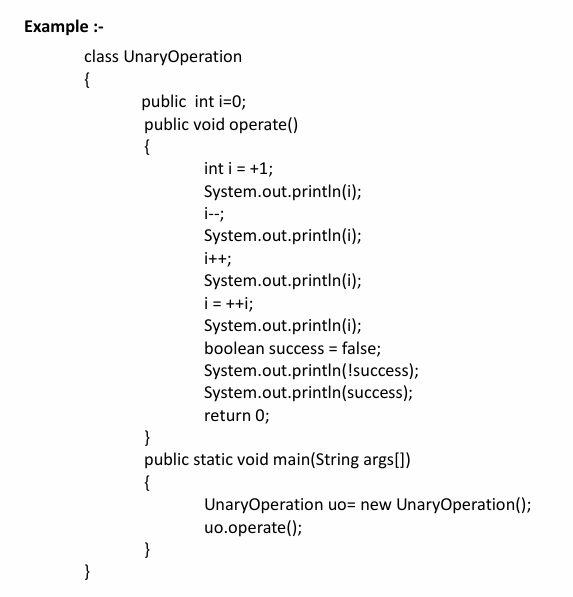 Example :-
class UnaryOperation
{
public  int i=0;
public void operate()
{
int i = +1;
System.out.println(i);
i--;
System.out.println(i);
i++;
System.out.println(i);
i = ++i;
System.out.println(i);
boolean success = false;
System.out.println(!success);
System.out.println(success);
return 0;
}
public static void main(String args[])
{
UnaryOperation uo= new UnaryOperation();
uo.operate();
}
}